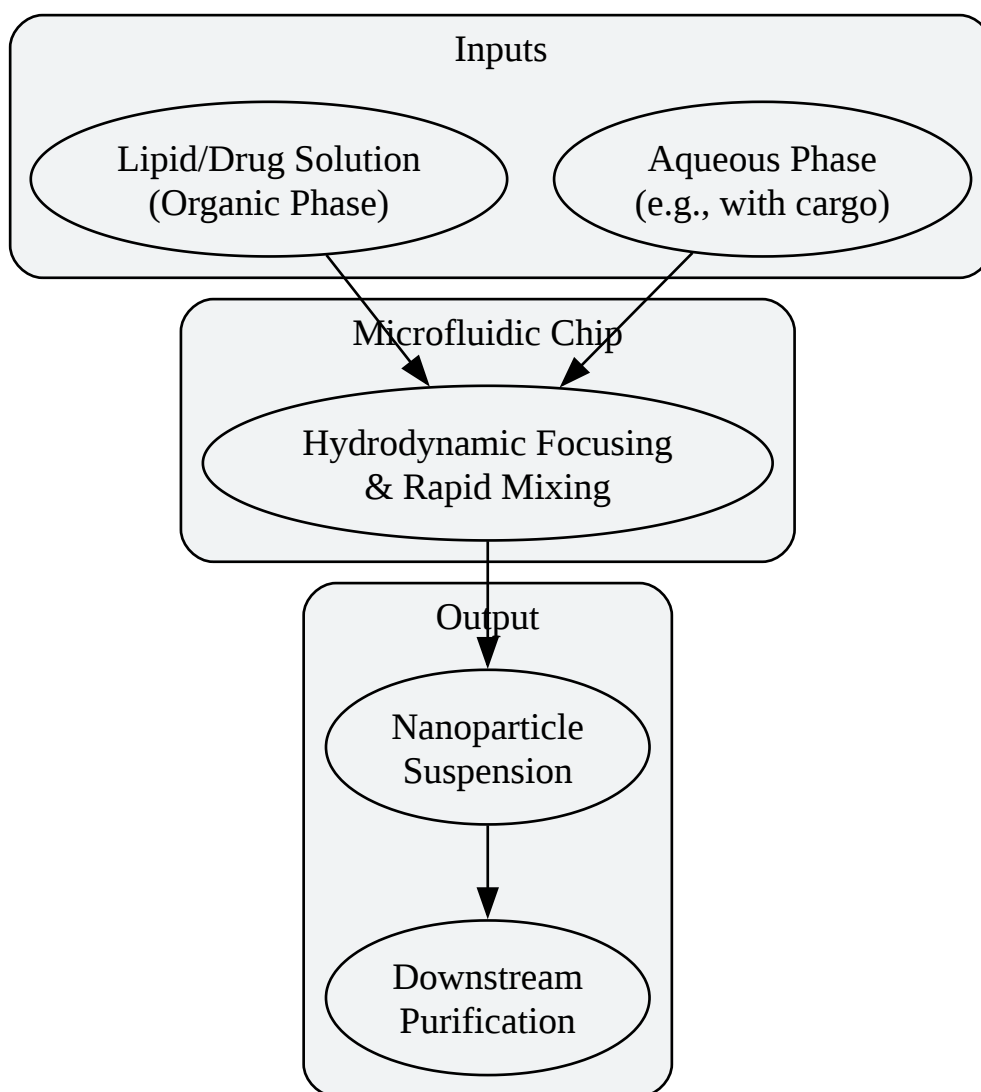 Inputs
Lipid/Drug Solution
(Organic Phase)
Aqueous Phase
(e.g., with cargo)
Microfluidic Chip
Hydrodynamic Focusing
& Rapid Mixing
Output
Nanoparticle
Suspension
Downstream
Purification